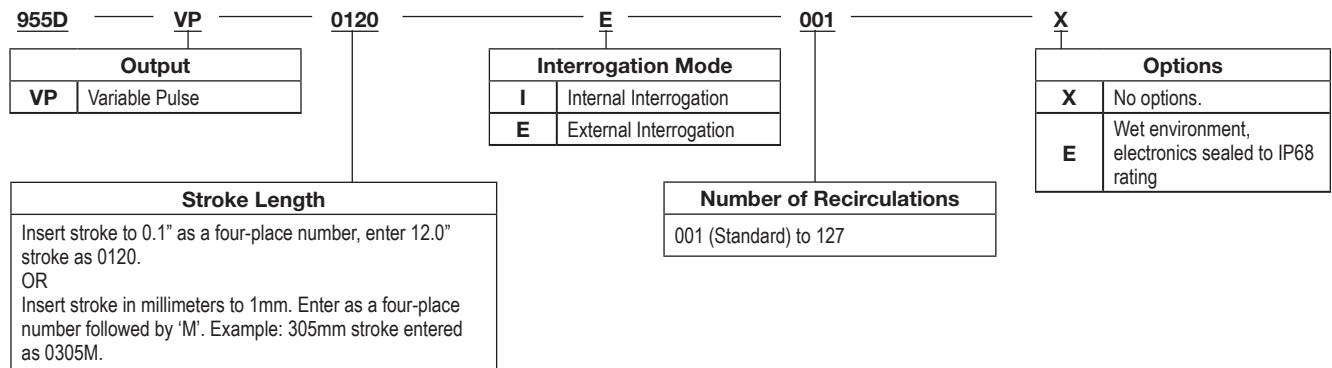 955D VP 0120 E 001 X
Output
VP Variable Pulse
Interrogation Mode
I Internal Interrogation
E External Interrogation
Options
X No options.
E Wet environment,
electronics sealed to IP68
rating
Stroke Length
Insert stroke to 0.1” as a four-place number, enter 12.0”
stroke as 0120.
OR
Insert stroke in millimeters to 1mm. Enter as a four-place
number followed by ‘M’. Example: 305mm stroke entered
as 0305M.
Number of Recirculations
001 (Standard) to 127